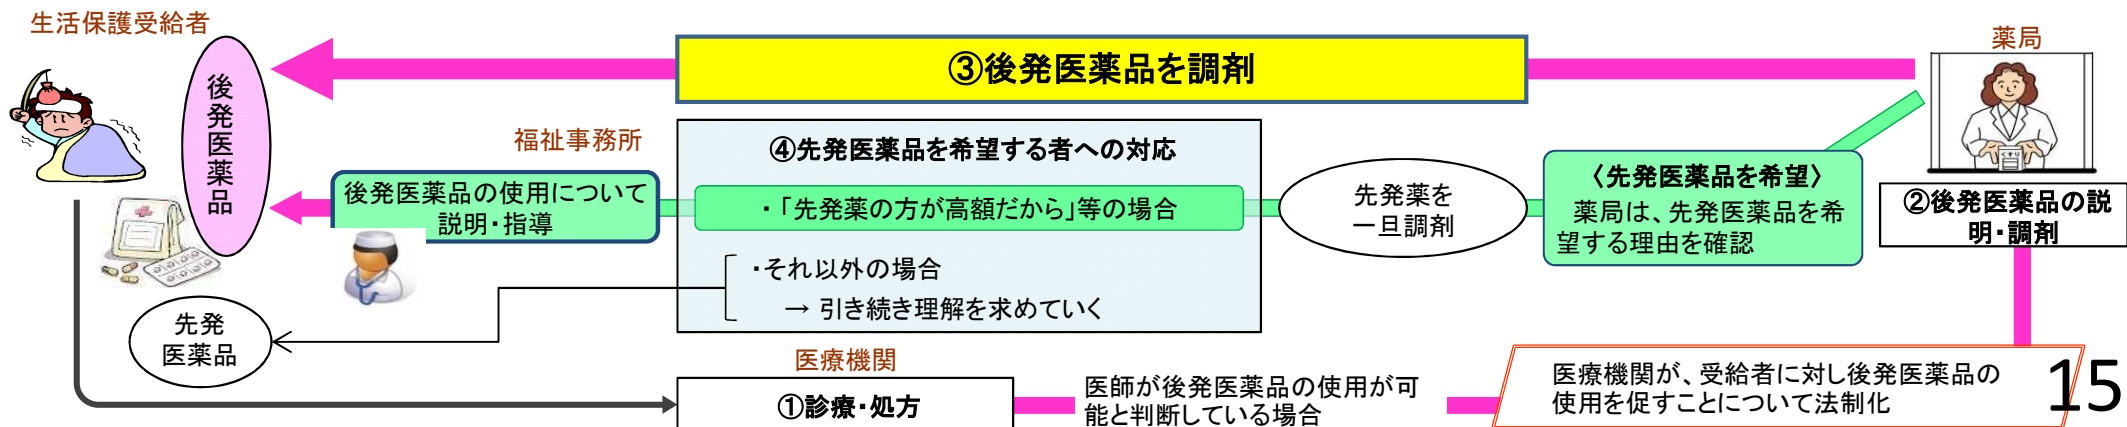 生活保護受給者
後発医薬品
③後発医薬品を調剤
薬局
福祉事務所
④先発医薬品を希望する者への対応
後発医薬品の使用について
説明・指導
・「先発薬の方が高額だから」等の場合
先発薬を
一旦調剤
〈先発医薬品を希望〉
薬局は、先発医薬品を希
望する理由を確認
②後発医薬品の説
明・調剤
・それ以外の場合
→ 引き続き理解を求めていく
先発
医薬品
医療機関
①診療・処方
医師が後発医薬品の使用が可
能と判断している場合
医療機関が、受給者に対し後発医薬品の
使用を促すことについて法制化
15